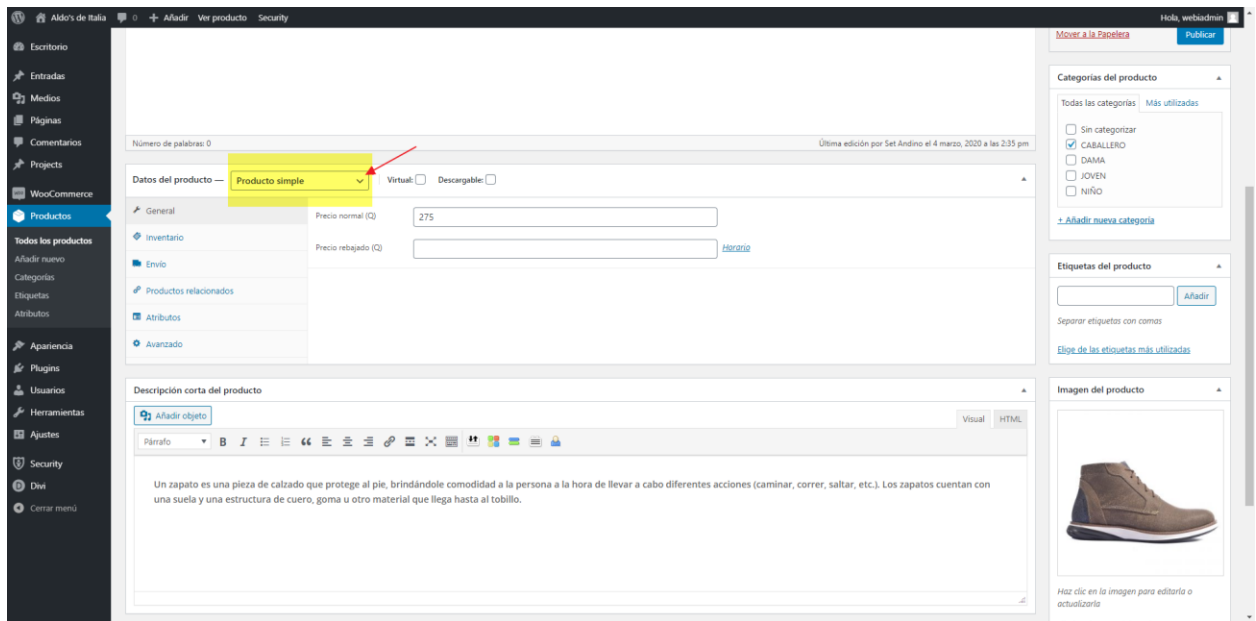 Aldo's de Italia 0 Añadir Ver producto Security Hola, webiadmin
Escritorio
Entradas
Medios
Páginas
Comentarios
Projects
WooCommerce
Productos
Todos los productos
Añadir nuevo
Categorías
Etiquetas
Atributos
Apariencia
Plugins
Usuarios
Herramientas
Ajustes
Security
Divi
Cerrar menú
Número de palabras: 0 Última edición por Set Andino el 4 marzo, 2020 a las 2:35 pm
Datos del producto — Producto simple Virtual: Descargable:
General
Inventario
Envío
Productos relacionados
Atributos
Avanzado
Precio normal (Q) 275
Precio rebajado (Q) Horario
Descripción corta del producto
Añadir objeto Visual HTML
Párrafo B I
Un zapato es una pieza de calzado que protege al pie, brindándole comodidad a la persona a la hora de llevar a cabo diferentes acciones (caminar, correr, saltar, etc.). Los zapatos cuentan con
una suela y una estructura de cuero, goma u otro material que llega hasta al tobillo.
Mover a la Papelera Publicar
Categorías del producto
Todas las categorías Más utilizadas
Sin categorizar
CABALLERO
DAMA
JOVEN
NIÑO
+ Añadir nueva categoría
Etiquetas del producto
Añadir
Separar etiquetas con comas
Elige de las etiquetas más utilizadas
Imagen del producto
Haz clic en la imagen para editarla o
actualizarla